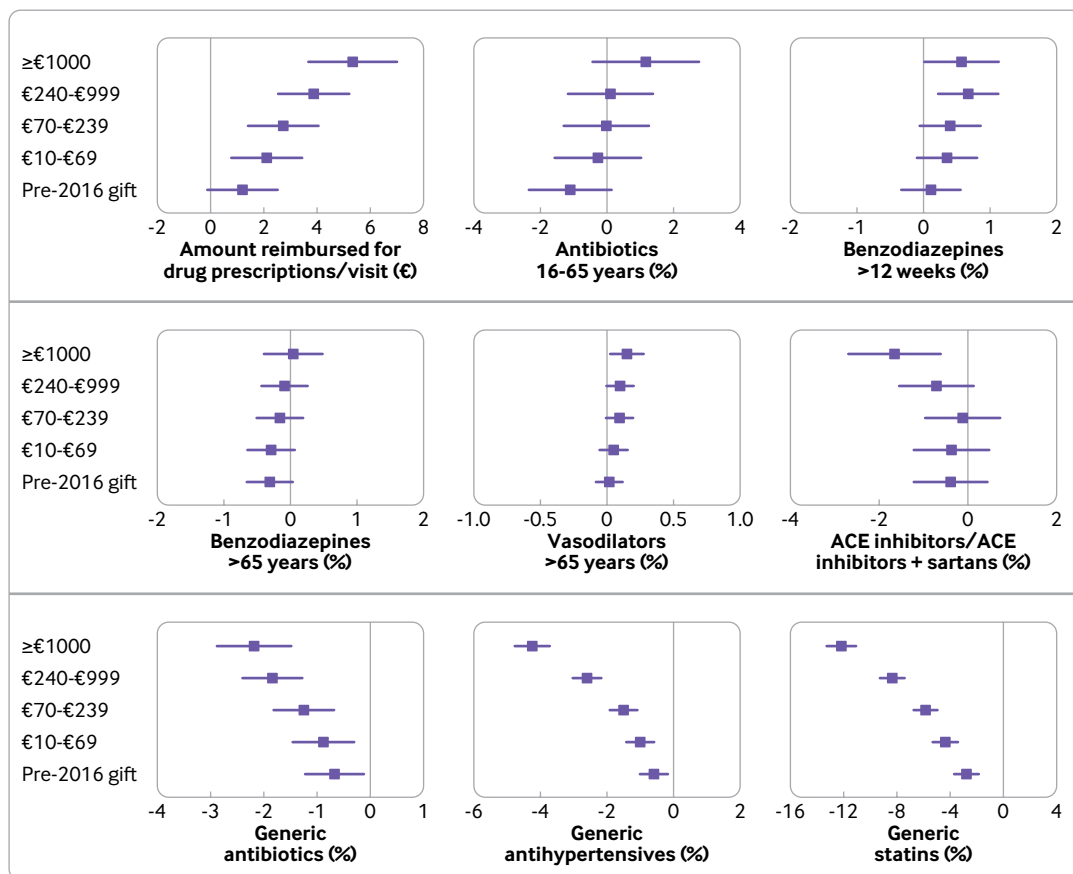 ≥€1000
€240-€999
€70-€239
€10-€69
Pre-2016 gift
-2 0 2 4 6 8
Amount reimbursed for
drug prescriptions/visit (€)
-4 -2 0 2 4
Antibiotics
16-65 years (%)
-2 -1 0 1 2
Benzodiazepines
>12 weeks (%)
≥€1000
€240-€999
€70-€239
€10-€69
Pre-2016 gift
-2 -1 0 1 2
Benzodiazepines
>65 years (%)
-1.0 -0.5 0 0.5 1.0
Vasodilators
>65 years (%)
-4 -2 0 2
ACE inhibitors/ACE
inhibitors + sartans (%)
≥€1000
€240-€999
€70-€239
€10-€69
Pre-2016 gift
-4 -3 -2 -1 0 1
Generic
antibiotics (%)
-6 -4 -2 0 2
Generic
antihypertensives (%)
-16 -12 -8 -4 0 4
Generic
statins (%)